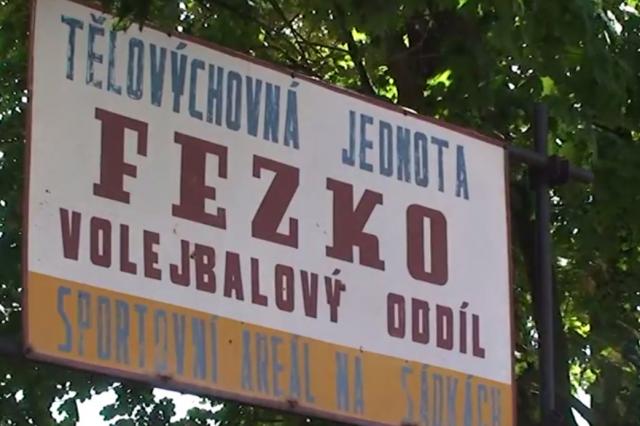 TĚLOVÝCHOVNÁ JEDNOTA
FEZKO
VOLEJBALOVÝ ODDÍL
SPORTOVNÍ AREÁL NA SÁDKÁCH